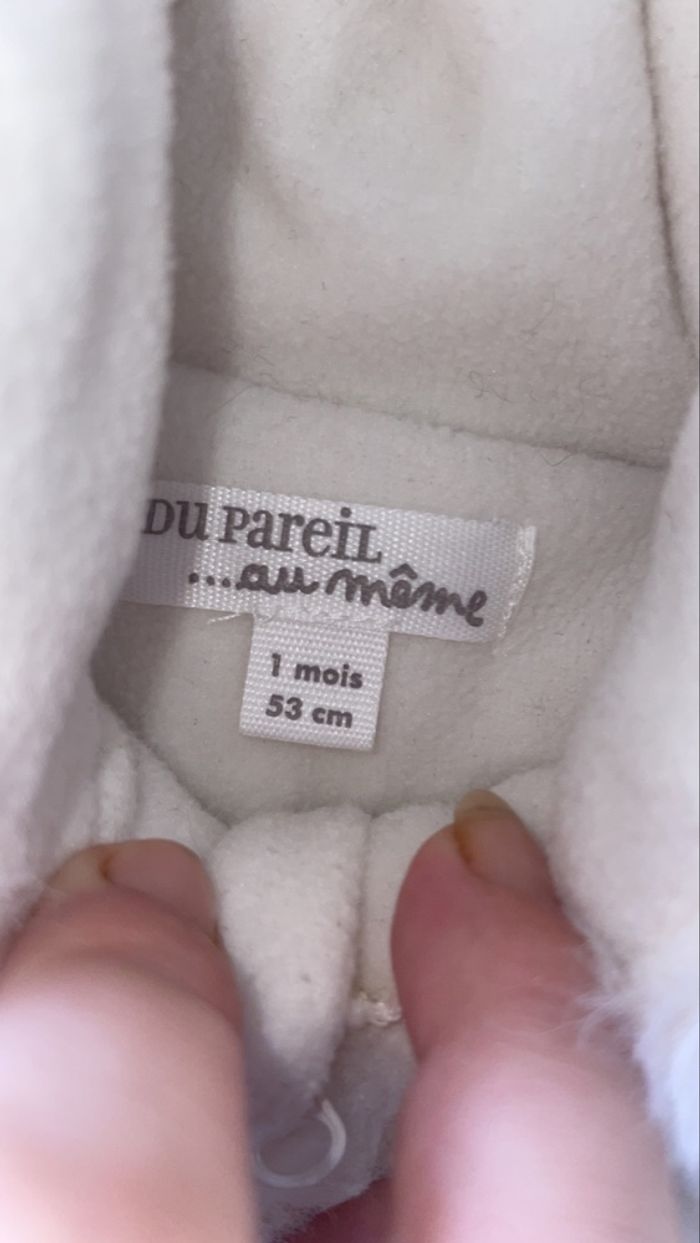 DU PareiL
...au même
1 mois
53 cm